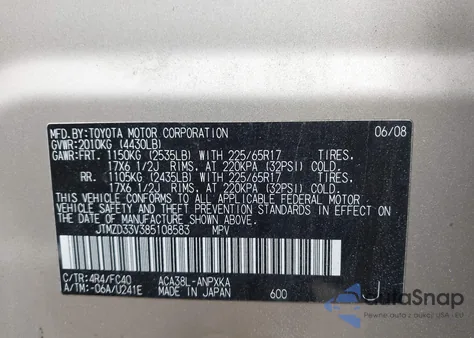 MFD.BY:TOYOTA MOTOR CORPORATION 06/08
GVWR:2010KG (4430LB)
GAWR:FRT. 1150KG (2535LB) WITH 225/65R17 TIRES,
17X6 1/2J RIMS, AT 220KPA (32PSI) COLD.
RR. 1105KG (2435LB) WITH 225/65R17 TIRES,
17X6 1/2J RIMS, AT 220KPA (32PSI) COLD.
THIS VEHICLE CONFORMS TO ALL APPLICABLE FEDERAL MOTOR
VEHICLE SAFETY AND THEFT PREVENTION STANDARDS IN EFFECT
ON THE DATE OF MANUFACTURE SHOWN ABOVE.
JTMZD33V385108583 MPV
C/TR:4R4/FC40 ACA38L-ANPXKA
A/TM:-06A/U241E MADE IN JAPAN 600 J
DataSnap